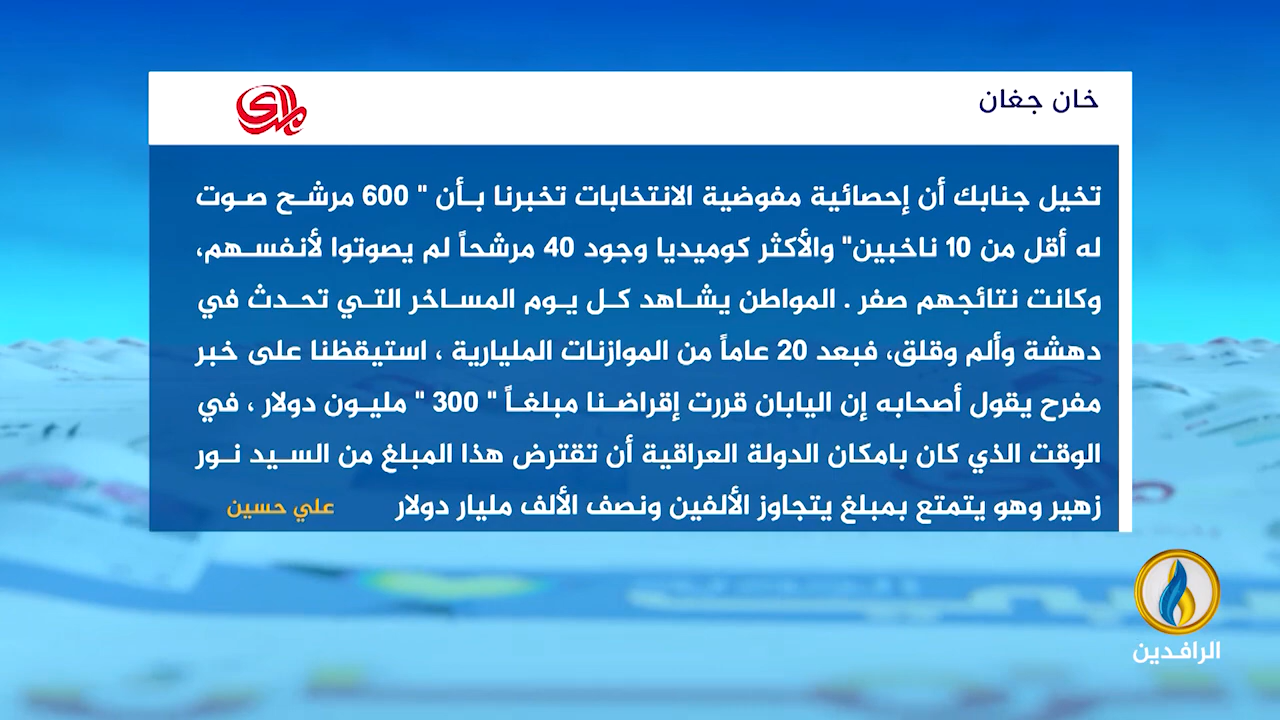 خان جغان
المدى
تخيل جنابك أن إحصائية مفوضية الانتخابات تخبرنا بـأن " 600 مرشـح صـوت
له أقل من 10 ناخبين" والأكثر كوميديا وجود 40 مرشحاً لم يصوتوا لأنفسـهم،
وكانت نتائجهم صفر . المواطن يشـاهد كـل يـوم المسـاخر التـي تحـدث في
دهشة وألم وقلق، فبعد 20 عاماً من الموازنات المليارية ، استيقظنا على خبر
مفرح يقول أصحابه إن اليابان قررت إقراضـنا مبلغـاً " 300 " مليـون دولار ، في
الوقت الذي كان بامكان الدولة العراقية أن تقترض هذا المبلغ من السـيد نـور
زهير وهو يتمتع بمبلغ يتجاوز الألفين ونصف الألف مليار دولار
علي حسين
الرافدين